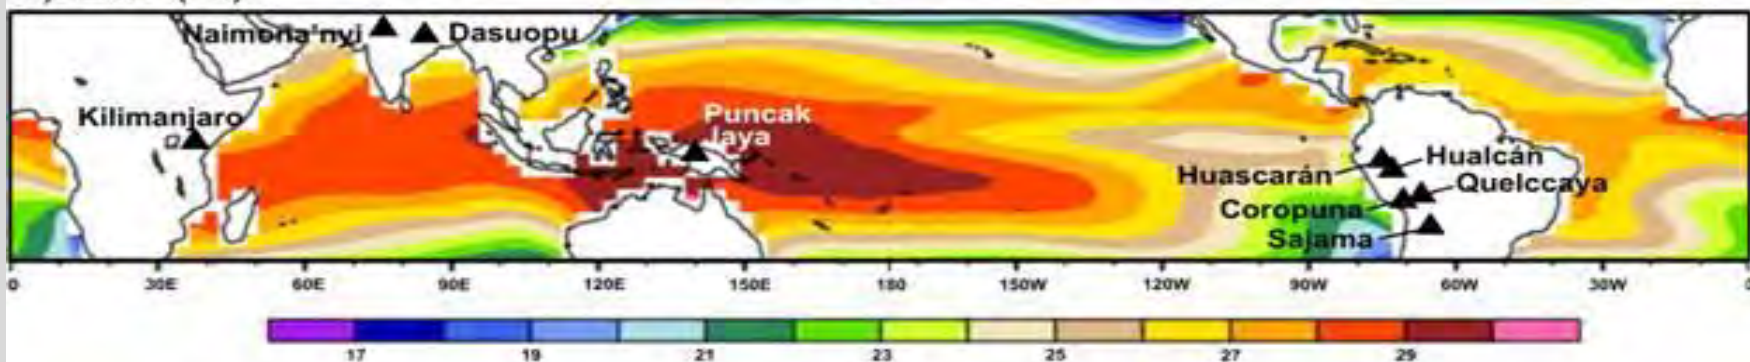 Naimona'nyi
Dasuopu
Kilimanjaro
Puncak
Jaya
Huascarán
Hualcán
Quelccaya
Coropuna
Sajama
0 30E 60E 90E 120E 150E 180 150W 120W 90W 60W 30W
17 19 21 23 25 27 29